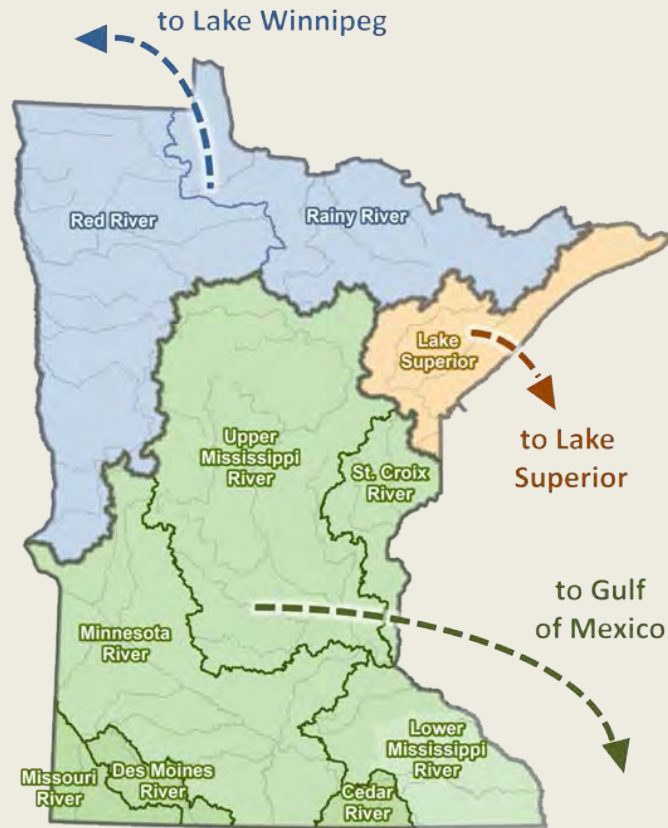 to Lake Winnipeg
Red River
Rainy River
Lake
Superior
to Lake
Superior
Upper
Mississippi
River
St. Croix
River
to Gulf
of Mexico
Minnesota
River
Lower
Mississippi
River
Missouri
River
Des Moines
River
Cedar
River